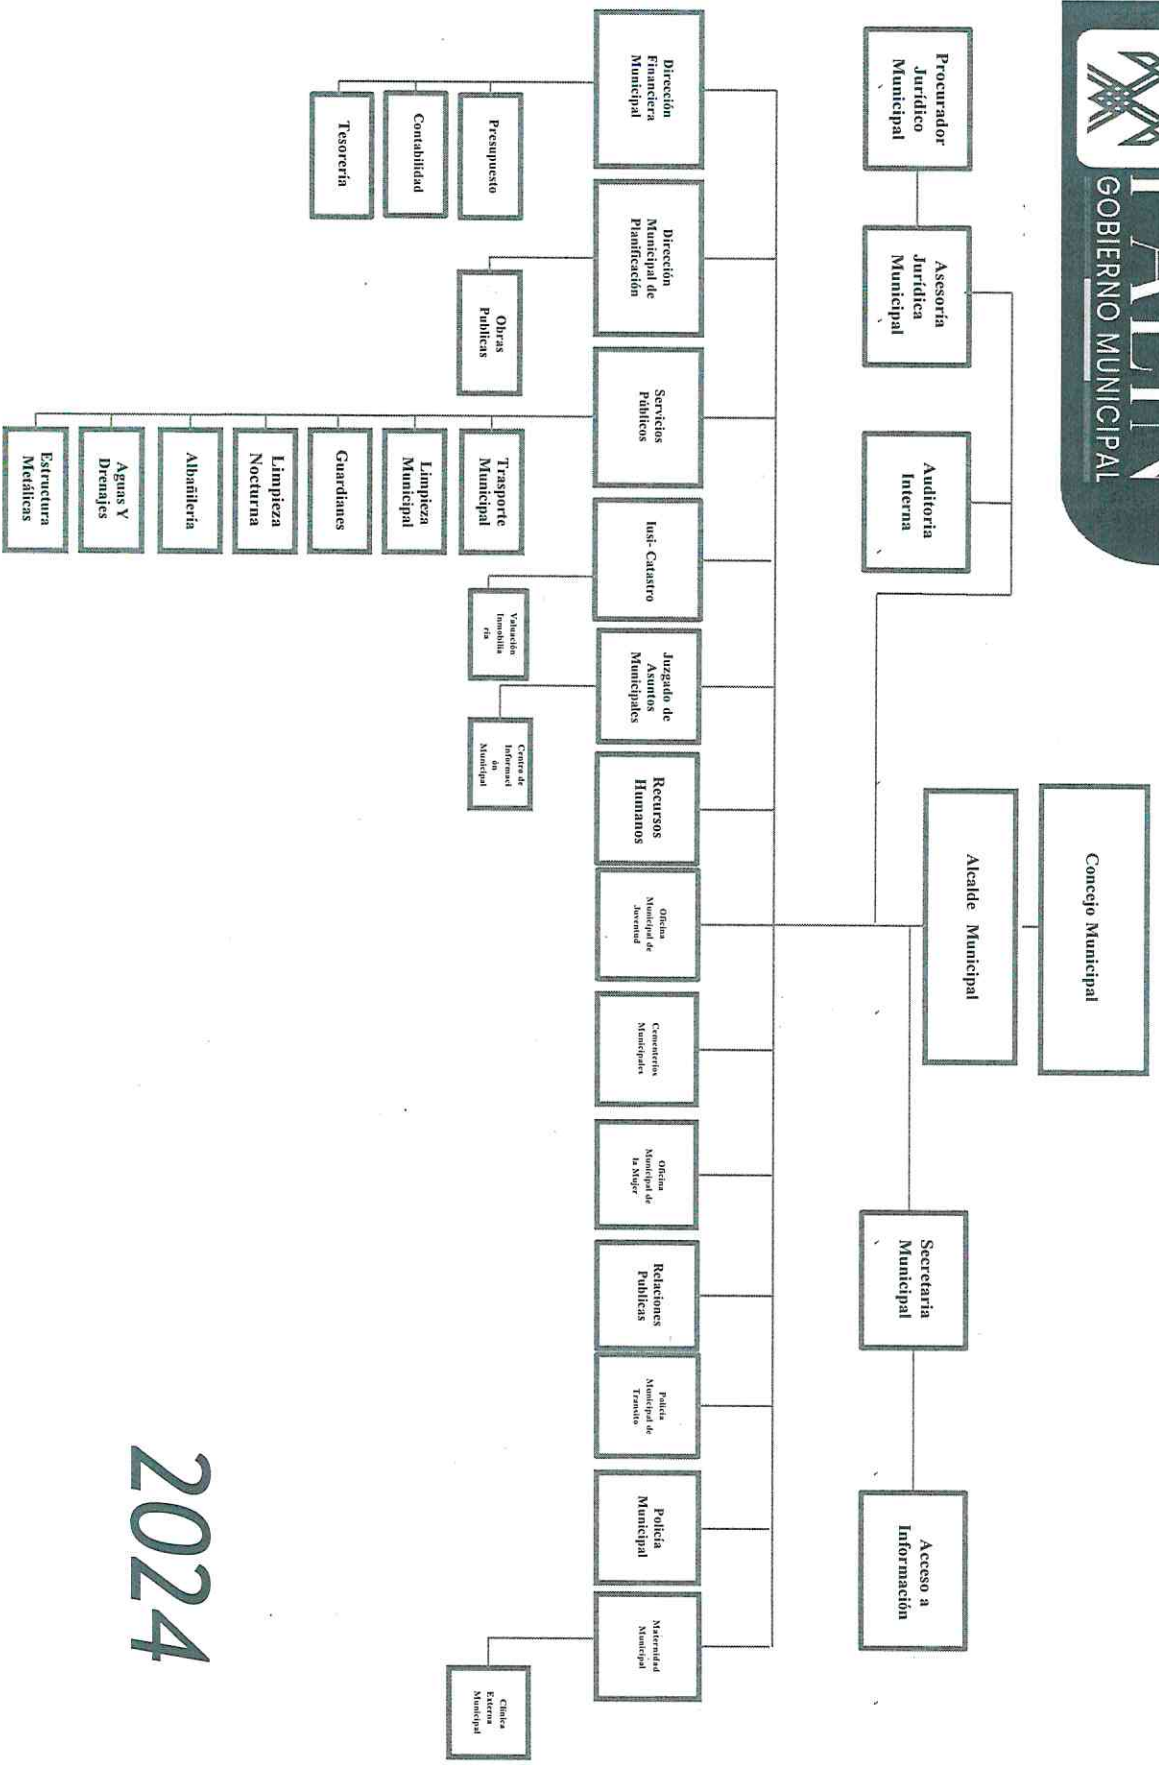 PALIN
GOBIERNO MUNICIPAL
Concejo Municipal
Alcalde Municipal
Procurador
Jurídico
Municipal
Asesoría
Jurídica
Municipal
Auditoria
Interna
Secretaria
Municipal
Acceso a
Información
Dirección
Financiera
Municipal
Dirección
Municipal de
Planificación
Servicios
Públicos
Iusi- Catastro
Juzgado de
Asuntos
Municipales
Recursos
Humanos
Oficina
Municipal de
Juventud
Cementerios
Municipales
Oficina
Municipal de
la Mujer
Relaciones
Publicas
Policía
Municipal de
Transito
Policía
Municipal
Maternidad
Municipal
Presupuesto
Contabilidad
Tesorería
Obras
Publicas
Trasporte
Municipal
Limpieza
Municipal
Guardianes
Limpieza
Nocturna
Albañilería
Aguas Y
Drenajes
Estructura
Metálicas
Valuación
Inmobilia
ria
Centro de
Informaci
ón
Municipal
Clínica
Externa
Municipal
2024